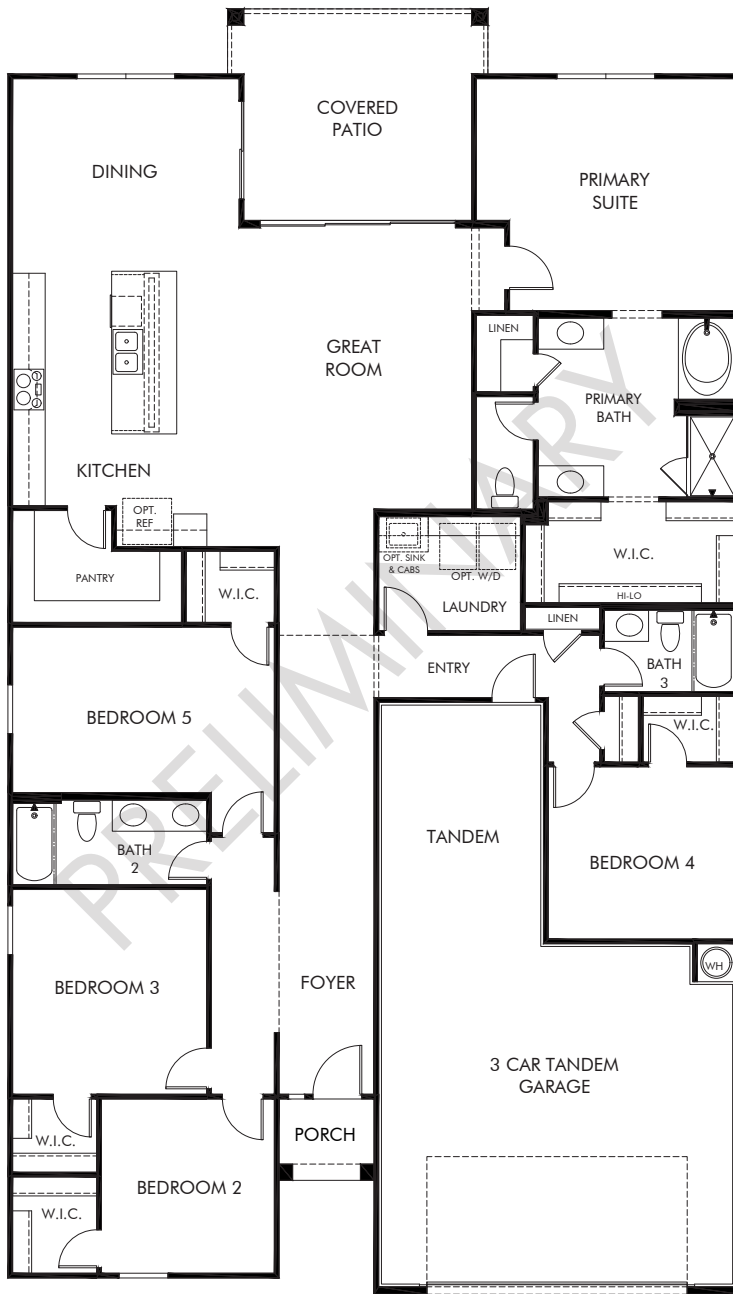 COVERED
PATIO
DINING
PRIMARY
SUITE
LINEN
GREAT
ROOM
PRIMARY
BATH
KITCHEN
OPT.
REF
PANTRY
W.I.C.
OPT. SINK
& CABS
OPT. W/D
LAUNDRY
W.I.C.
HI-LO
LINEN
ENTRY
BATH
3
W.I.C.
BEDROOM 5
TANDEM
BATH
2
BEDROOM 4
BEDROOM 3
FOYER
WH
3 CAR TANDEM
GARAGE
PORCH
W.I.C.
BEDROOM 2
W.I.C.
PRELIMINARY